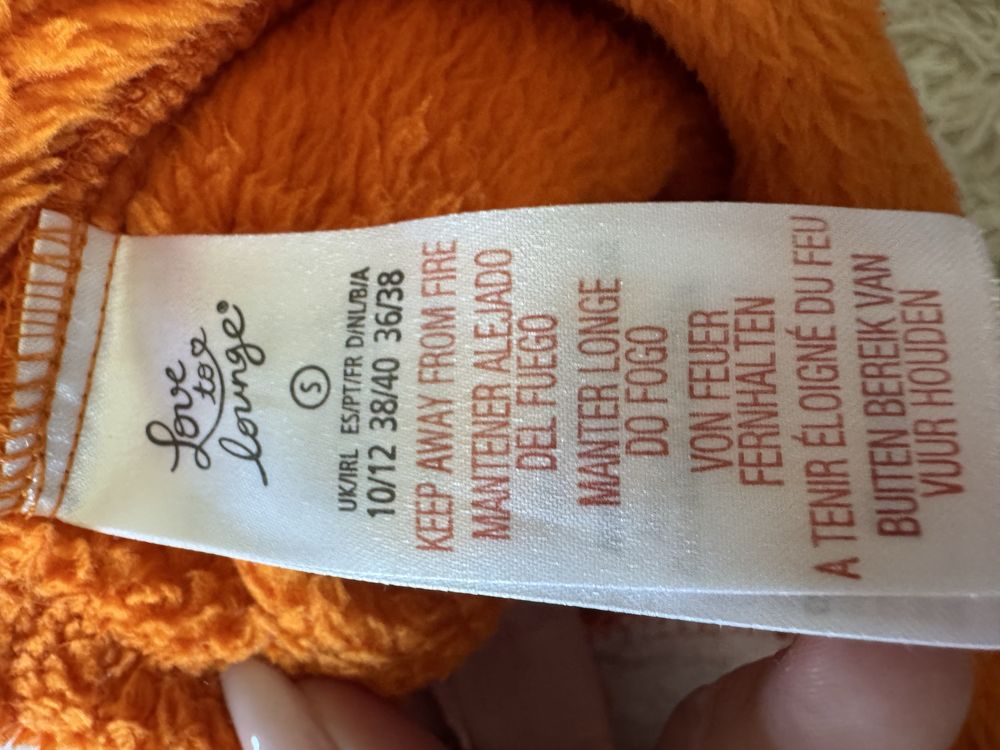 Love
to
lounge®
S
UK/IRL ES/PT/FR D/NL/B/A
10/12 38/40 36/38
KEEP AWAY FROM FIRE
MANTENER ALEJADO
DEL FUEGO
MANTER LONGE
DO FOGO
VON FEUER
FERNHALTEN
A TENIR ÉLOIGNÉ DU FEU
BUITEN BEREIK VAN
VUUR HOUDEN